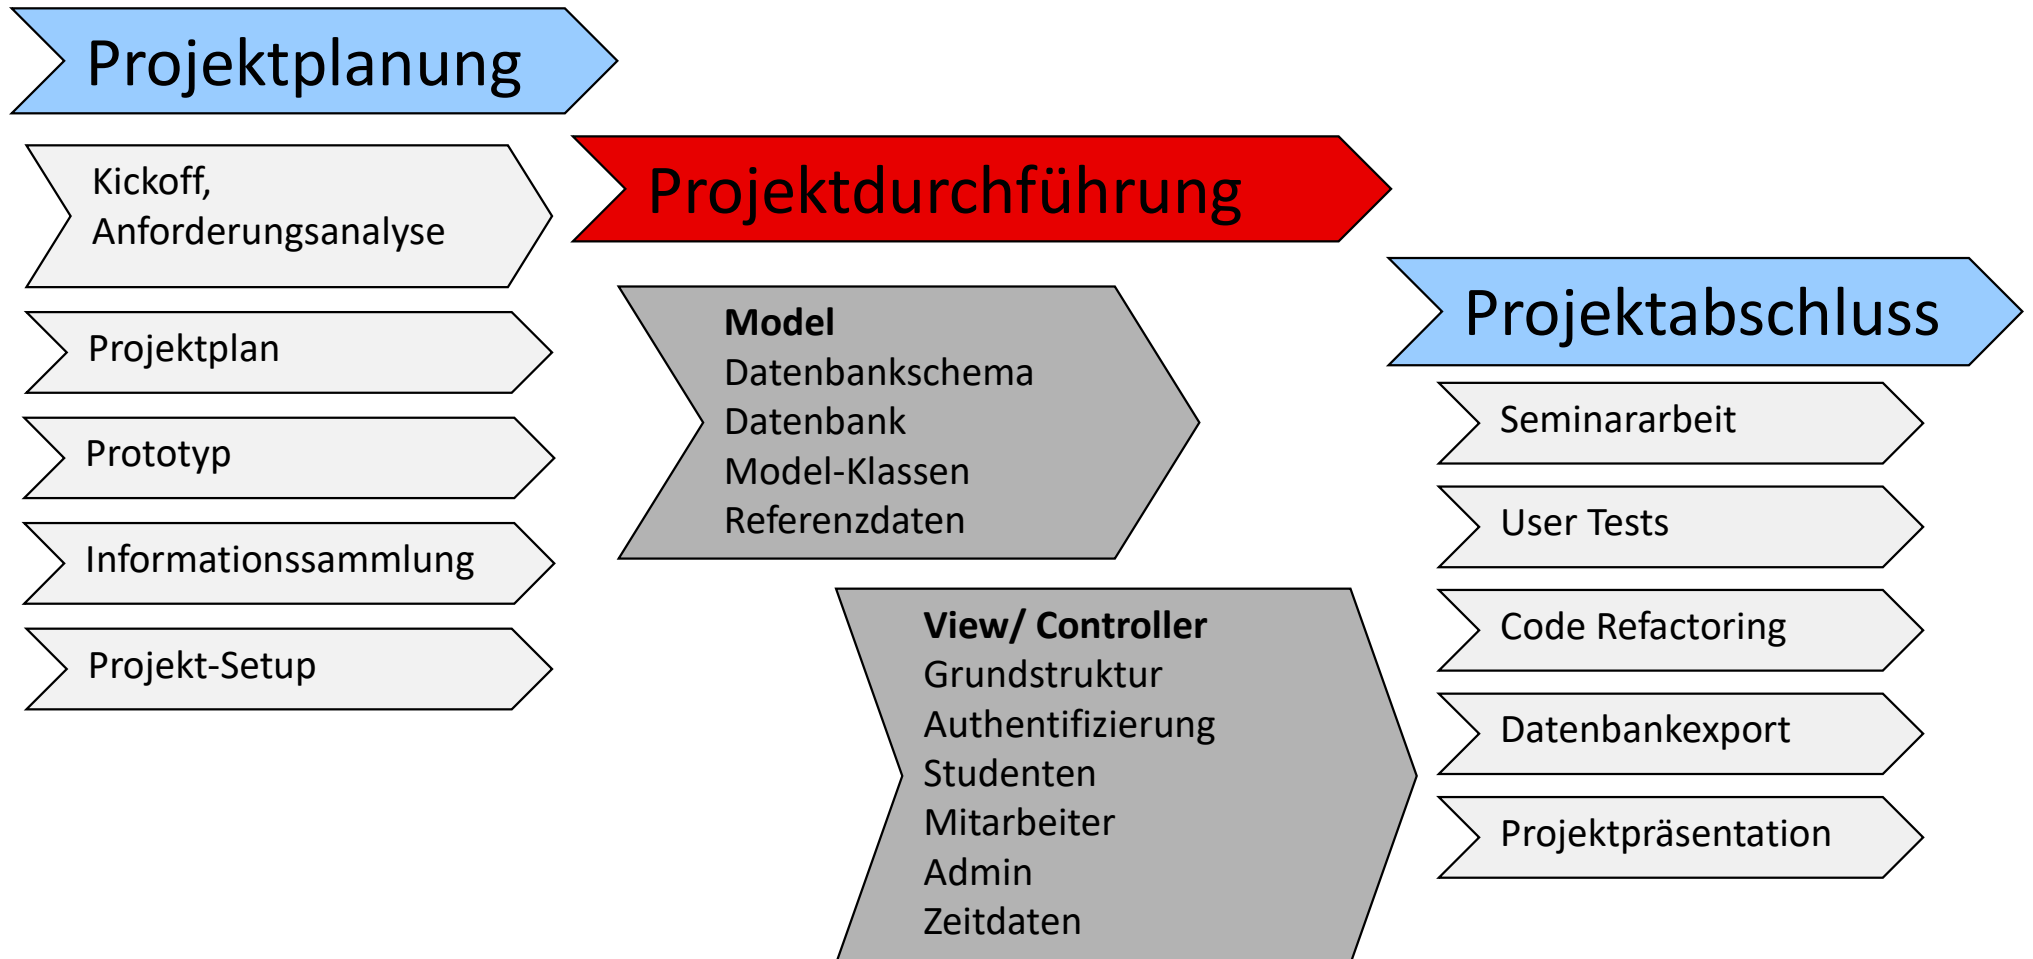 Projektplanung
Kickoff,
Anforderungsanalyse
Projektplan
Prototyp
Informationssammlung
Projekt-Setup
Projektdurchführung
Model
Datenbankschema
Datenbank
Model-Klassen
Referenzdaten
View/ Controller
Grundstruktur
Authentifizierung
Studenten
Mitarbeiter
Admin
Zeitdaten
Projektabschluss
Seminararbeit
User Tests
Code Refactoring
Datenbankexport
Projektpräsentation